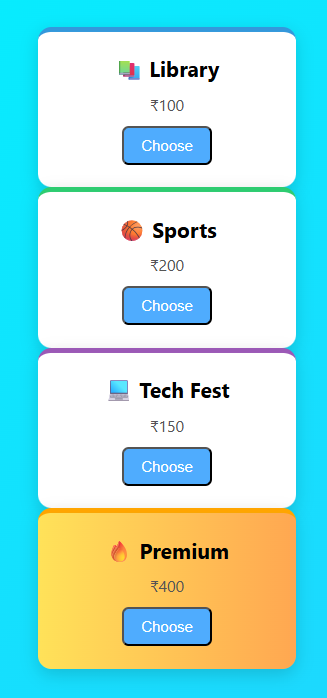 Library
₹100
Choose
Sports
₹200
Choose
Tech Fest
₹150
Choose
Premium
₹400
Choose